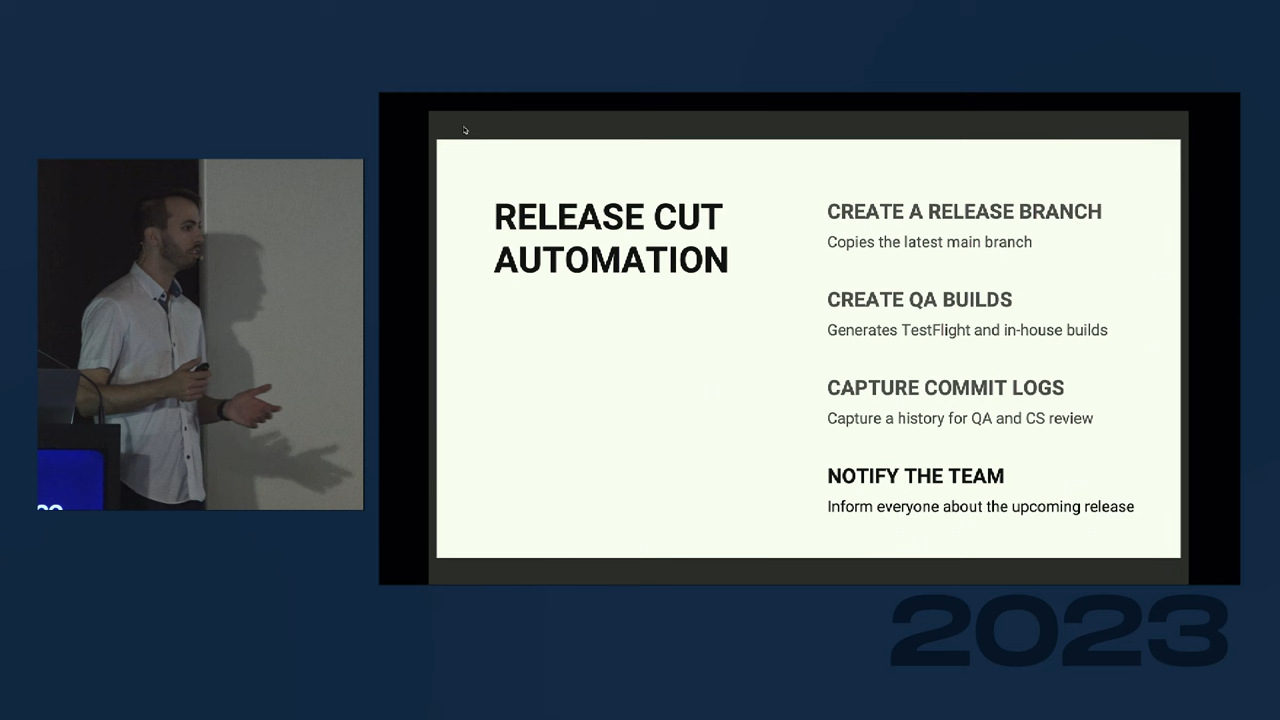 RELEASE CUT
AUTOMATION
CREATE A RELEASE BRANCH
Copies the latest main branch
CREATE QA BUILDS
Generates TestFlight and in-house builds
CAPTURE COMMIT LOGS
Capture a history for QA and CS review
NOTIFY THE TEAM
Inform everyone about the upcoming release
2023